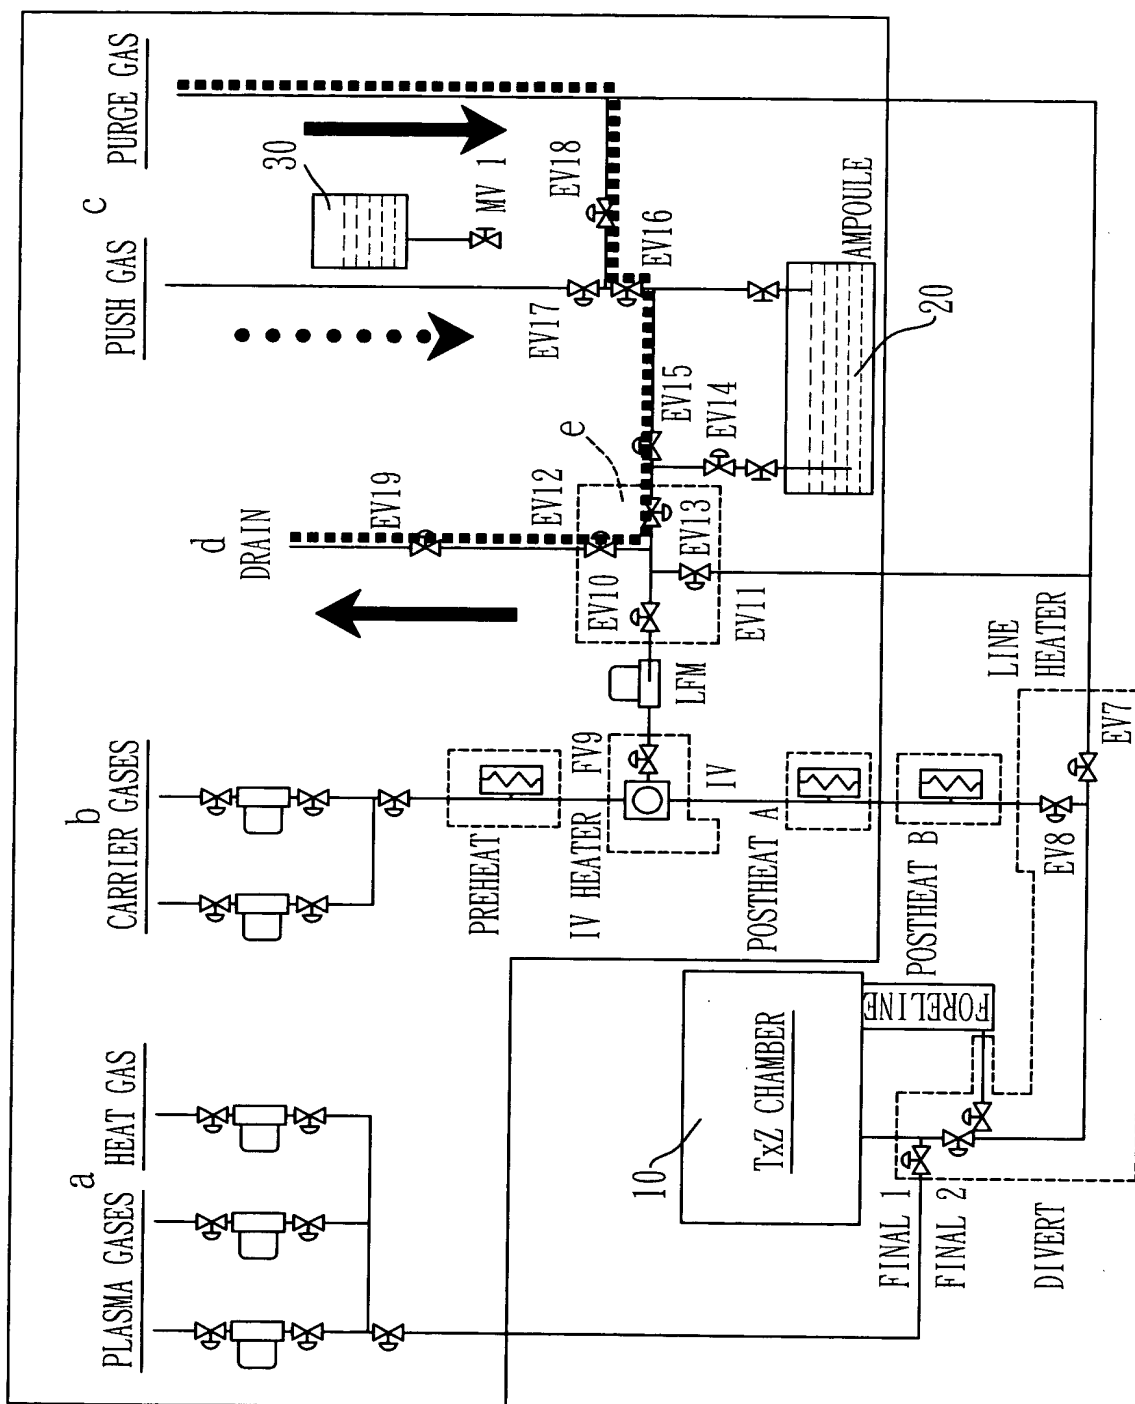 a
b
c
d
PLASMA GASES
HEAT GAS
CARRIER GASES
DRAIN
PUSH GAS
PURGE GAS
30
MV 1
EV19
EV18
EV17
EV16
EV12
e
EV15
EV14
EV10
EV13
EV11
LFM
PREHEAT
IV HEATER
FV9
IV
AMPOULE
20
POSTHEAT A
POSTHEAT B
LINE
HEATER
EV8
EV7
10
TxZ CHAMBER
FORELINE
FINAL 1
FINAL 2
DIVERT